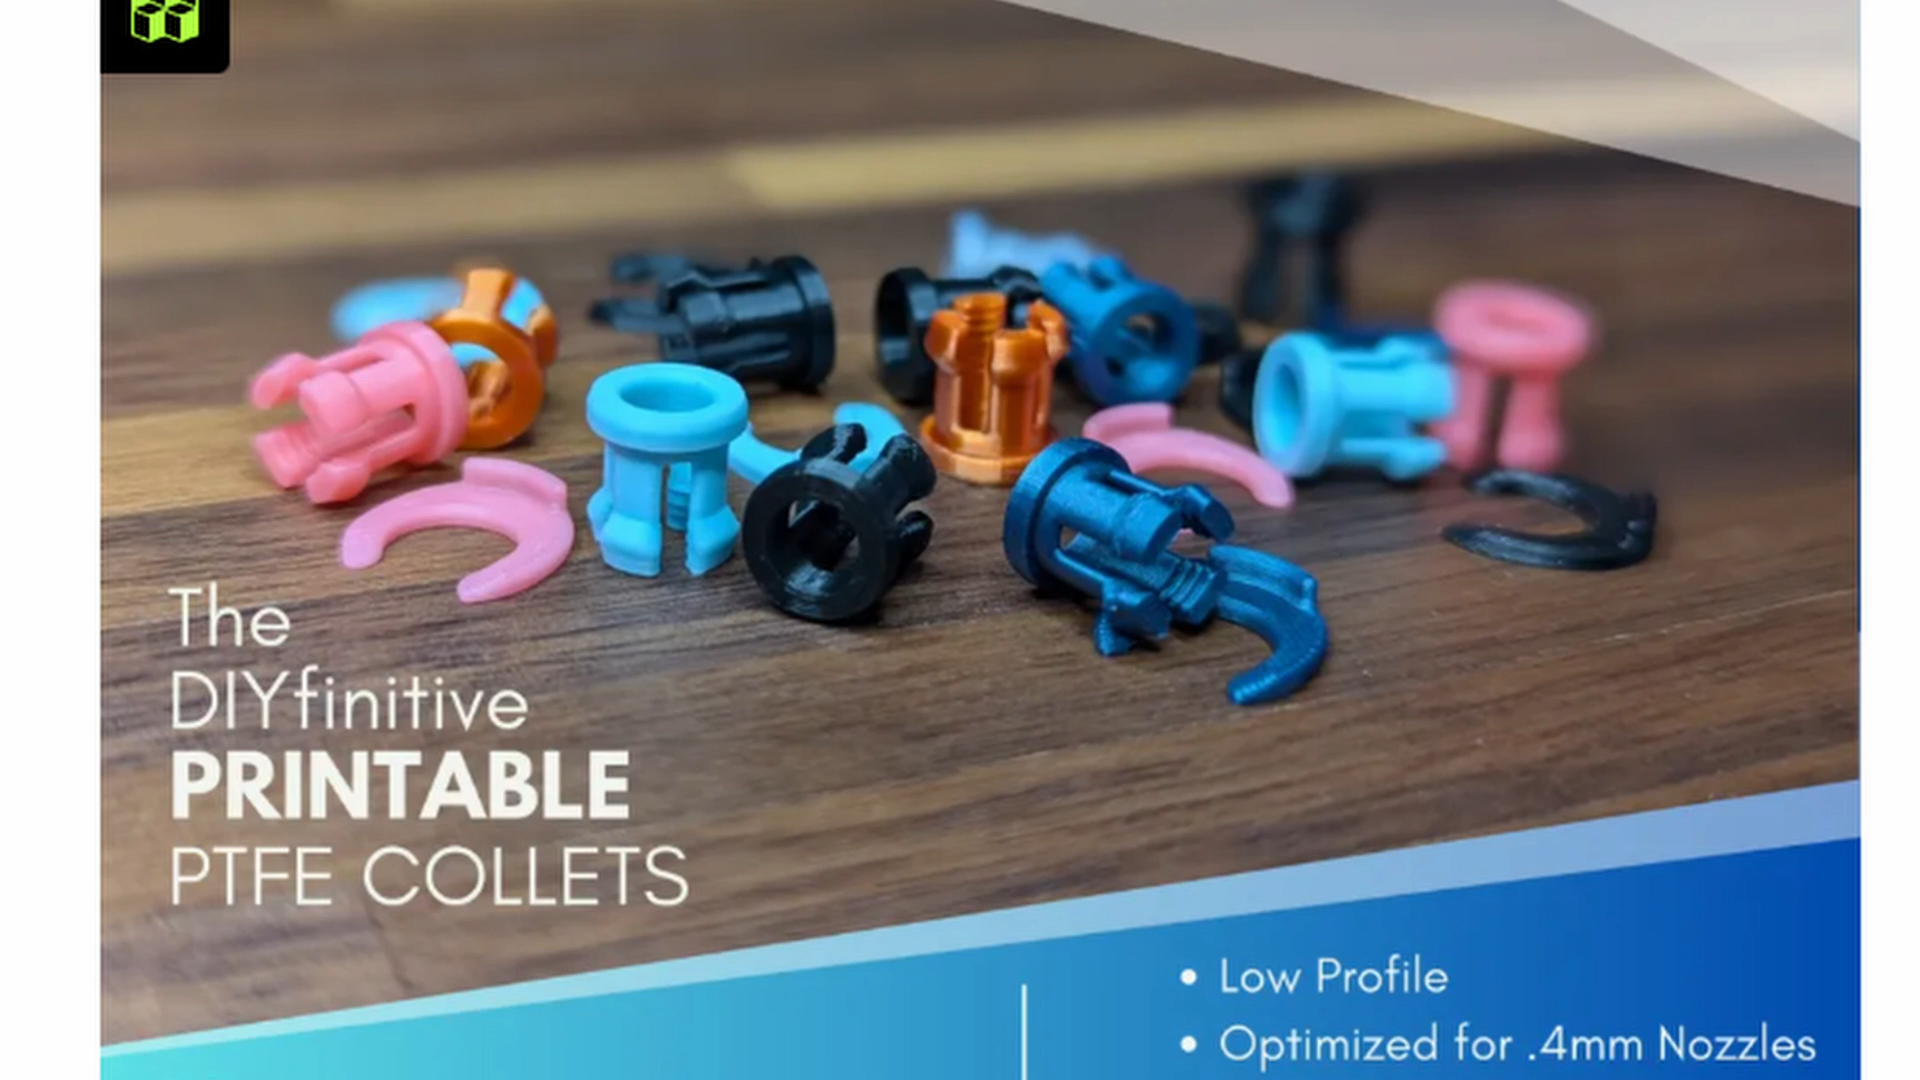 The
DIYfinitive
PRINTABLE
PTFE COLLETS
• Low Profile
• Optimized for .4mm Nozzles